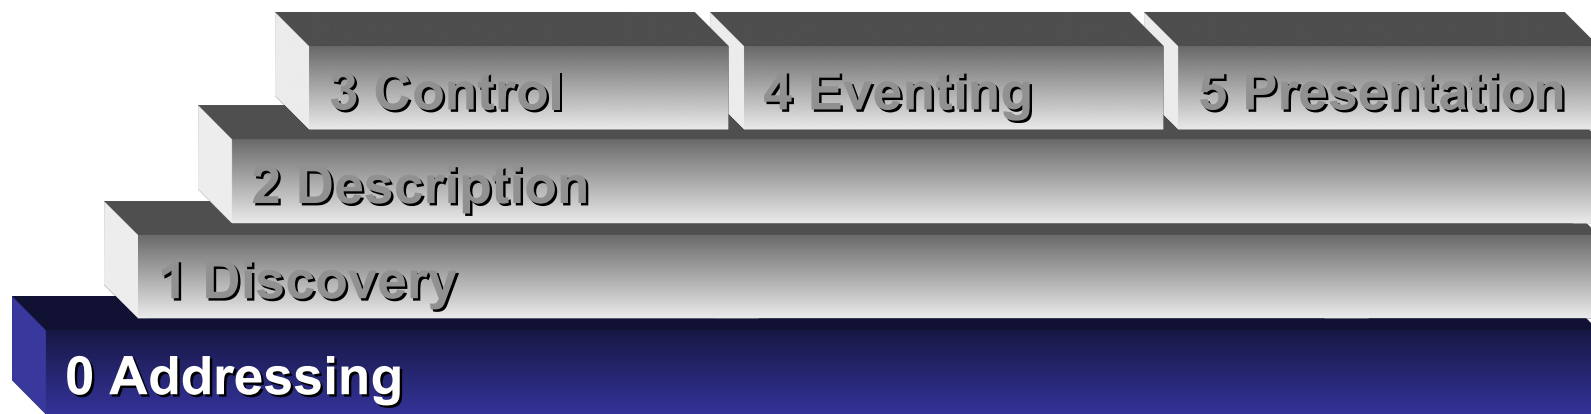 3 Control
4 Eventing
5 Presentation
2 Description
1 Discovery
0 Addressing